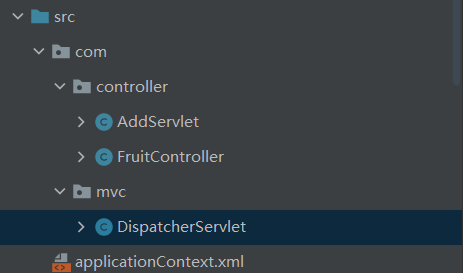 src
com
controller
AddServlet
FruitController
mvc
DispatcherServlet
applicationContext.xml